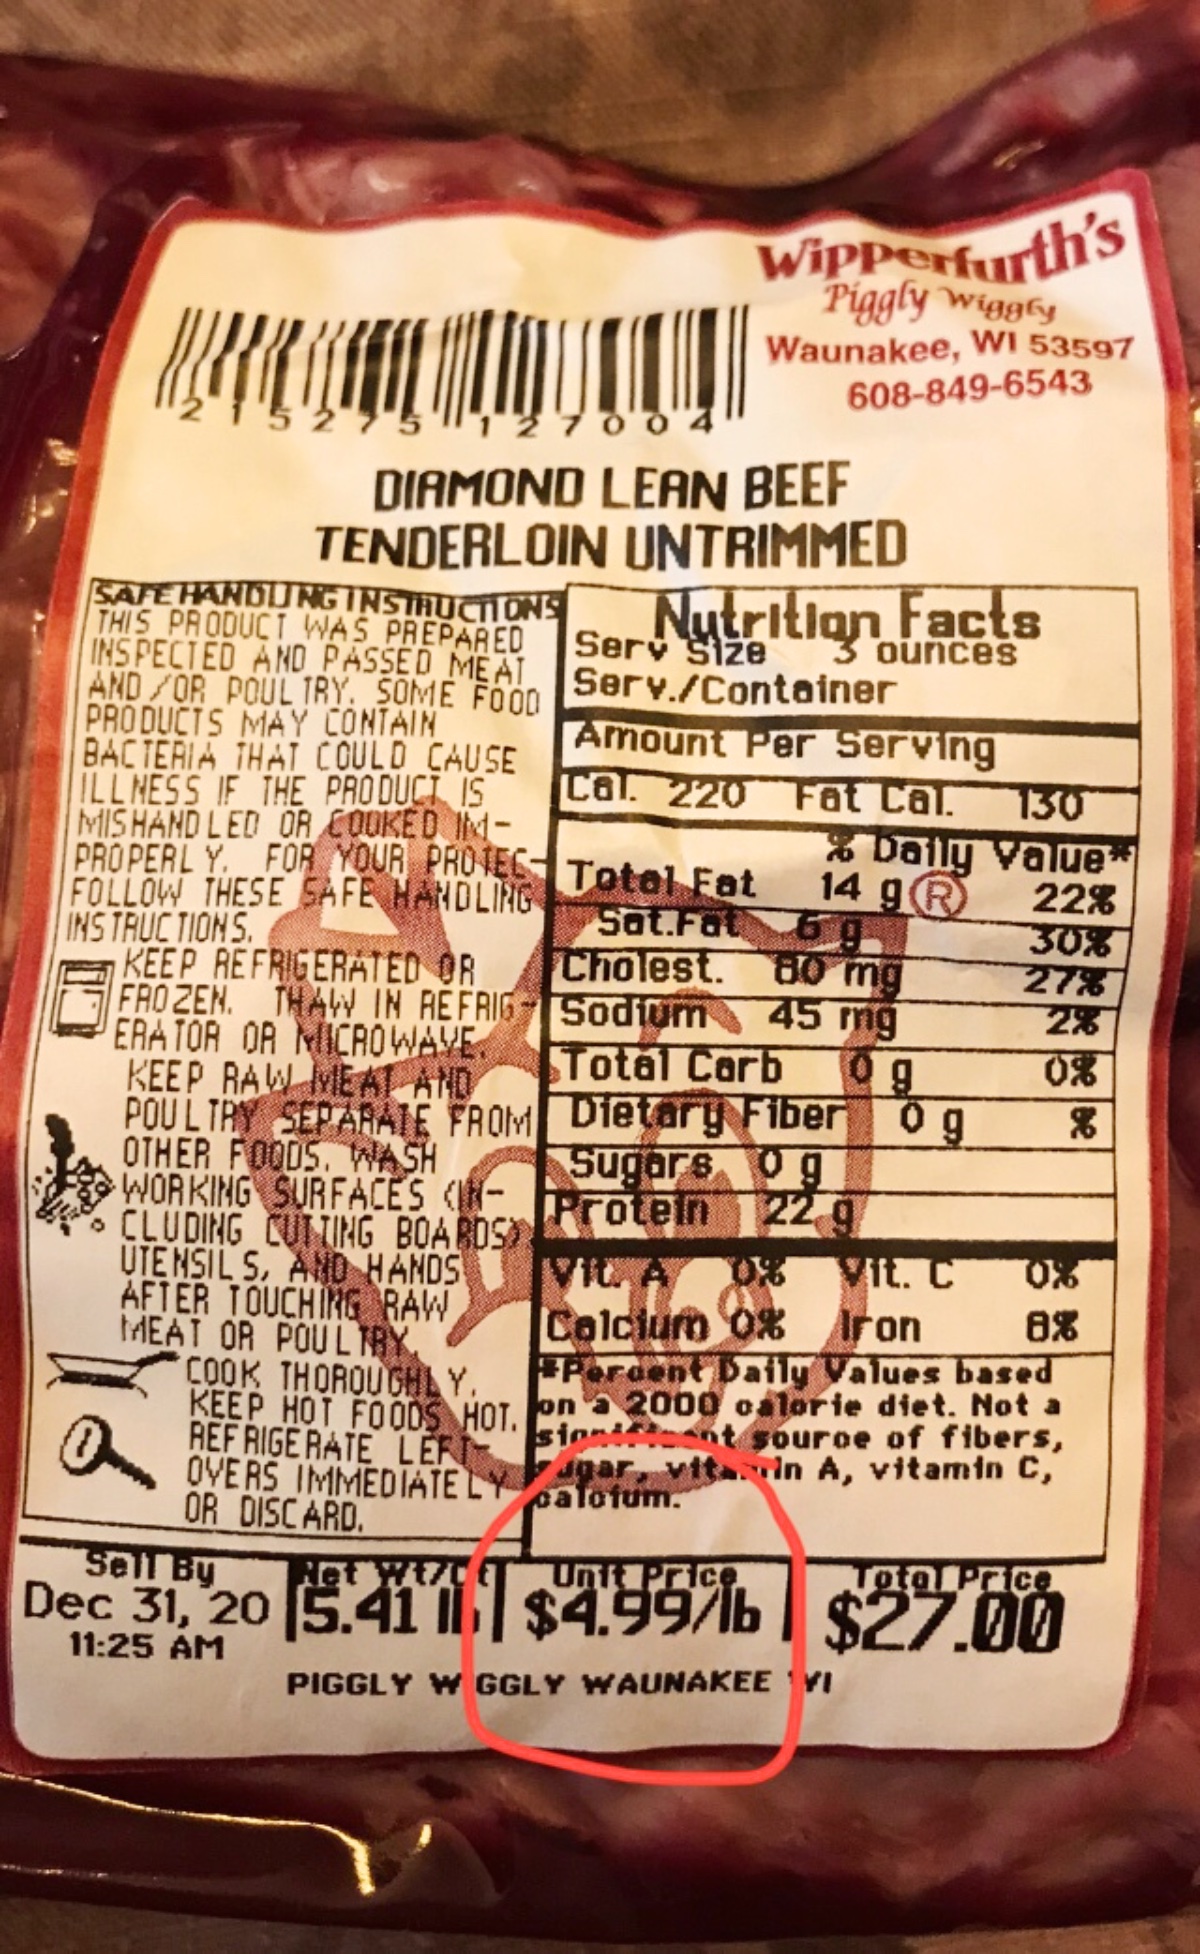 Wipperfurth's
Piggly Wiggly
Waunakee, WI 53597
608-849-6543
2 15275 127004
DIAMOND LEAN BEEF
TENDERLOIN UNTRIMMED
SAFE HANDLING INSTRUCTIONS
THIS PRODUCT WAS PREPARED
INSPECTED AND PASSED MEAT
AND/OR POULTRY. SOME FOOD
PRODUCTS MAY CONTAIN
BACTERIA THAT COULD CAUSE
ILLNESS IF THE PRODUCT IS
MISHANDLED OR COOKED IM-
PROPERLY. FOR YOUR PROTEC-
FOLLOW THESE SAFE HANDLING
INSTRUCTIONS.
KEEP REFRIGERATED OR
FROZEN. THAW IN REFRIG-
ERATOR OR MICROWAVE.
KEEP RAW MEAT AND
POULTRY SEPARATE FROM
OTHER FOODS. WASH
WORKING SURFACES (IN-
CLUDING CUTTING BOARDS)
UTENSILS, AND HANDS
AFTER TOUCHING RAW
MEAT OR POULTRY
COOK THOROUGHLY.
KEEP HOT FOODS HOT.
REFRIGERATE LEFT-
OVERS IMMEDIATELY
OR DISCARD.
Nutrition Facts
Serv Size 3 ounces
Serv./Container
Amount Per Serving
Cal. 220 Fat Cal. 130
% Daily Value*
Total Fat 14 g 22%
®
Sat.Fat 6 g 30%
Cholest. 80 mg 27%
Sodium 45 mg 2%
Total Carb 0 g 0%
Dietary Fiber 0 g %
Sugars 0 g
Protein 22 g
Vit. A 0% Vit. C 0%
Calcium 0% Iron 8%
*Percent Daily Values based
on a 2000 calorie diet. Not a
significant source of fibers,
sugar, vitamin A, vitamin C,
calcium.
Sell By Net Wt/Ct Unit Price Total Price
Dec 31, 20 5.41 lb $4.99/lb $27.00
11:25 AM
PIGGLY WIGGLY WAUNAKEE WI